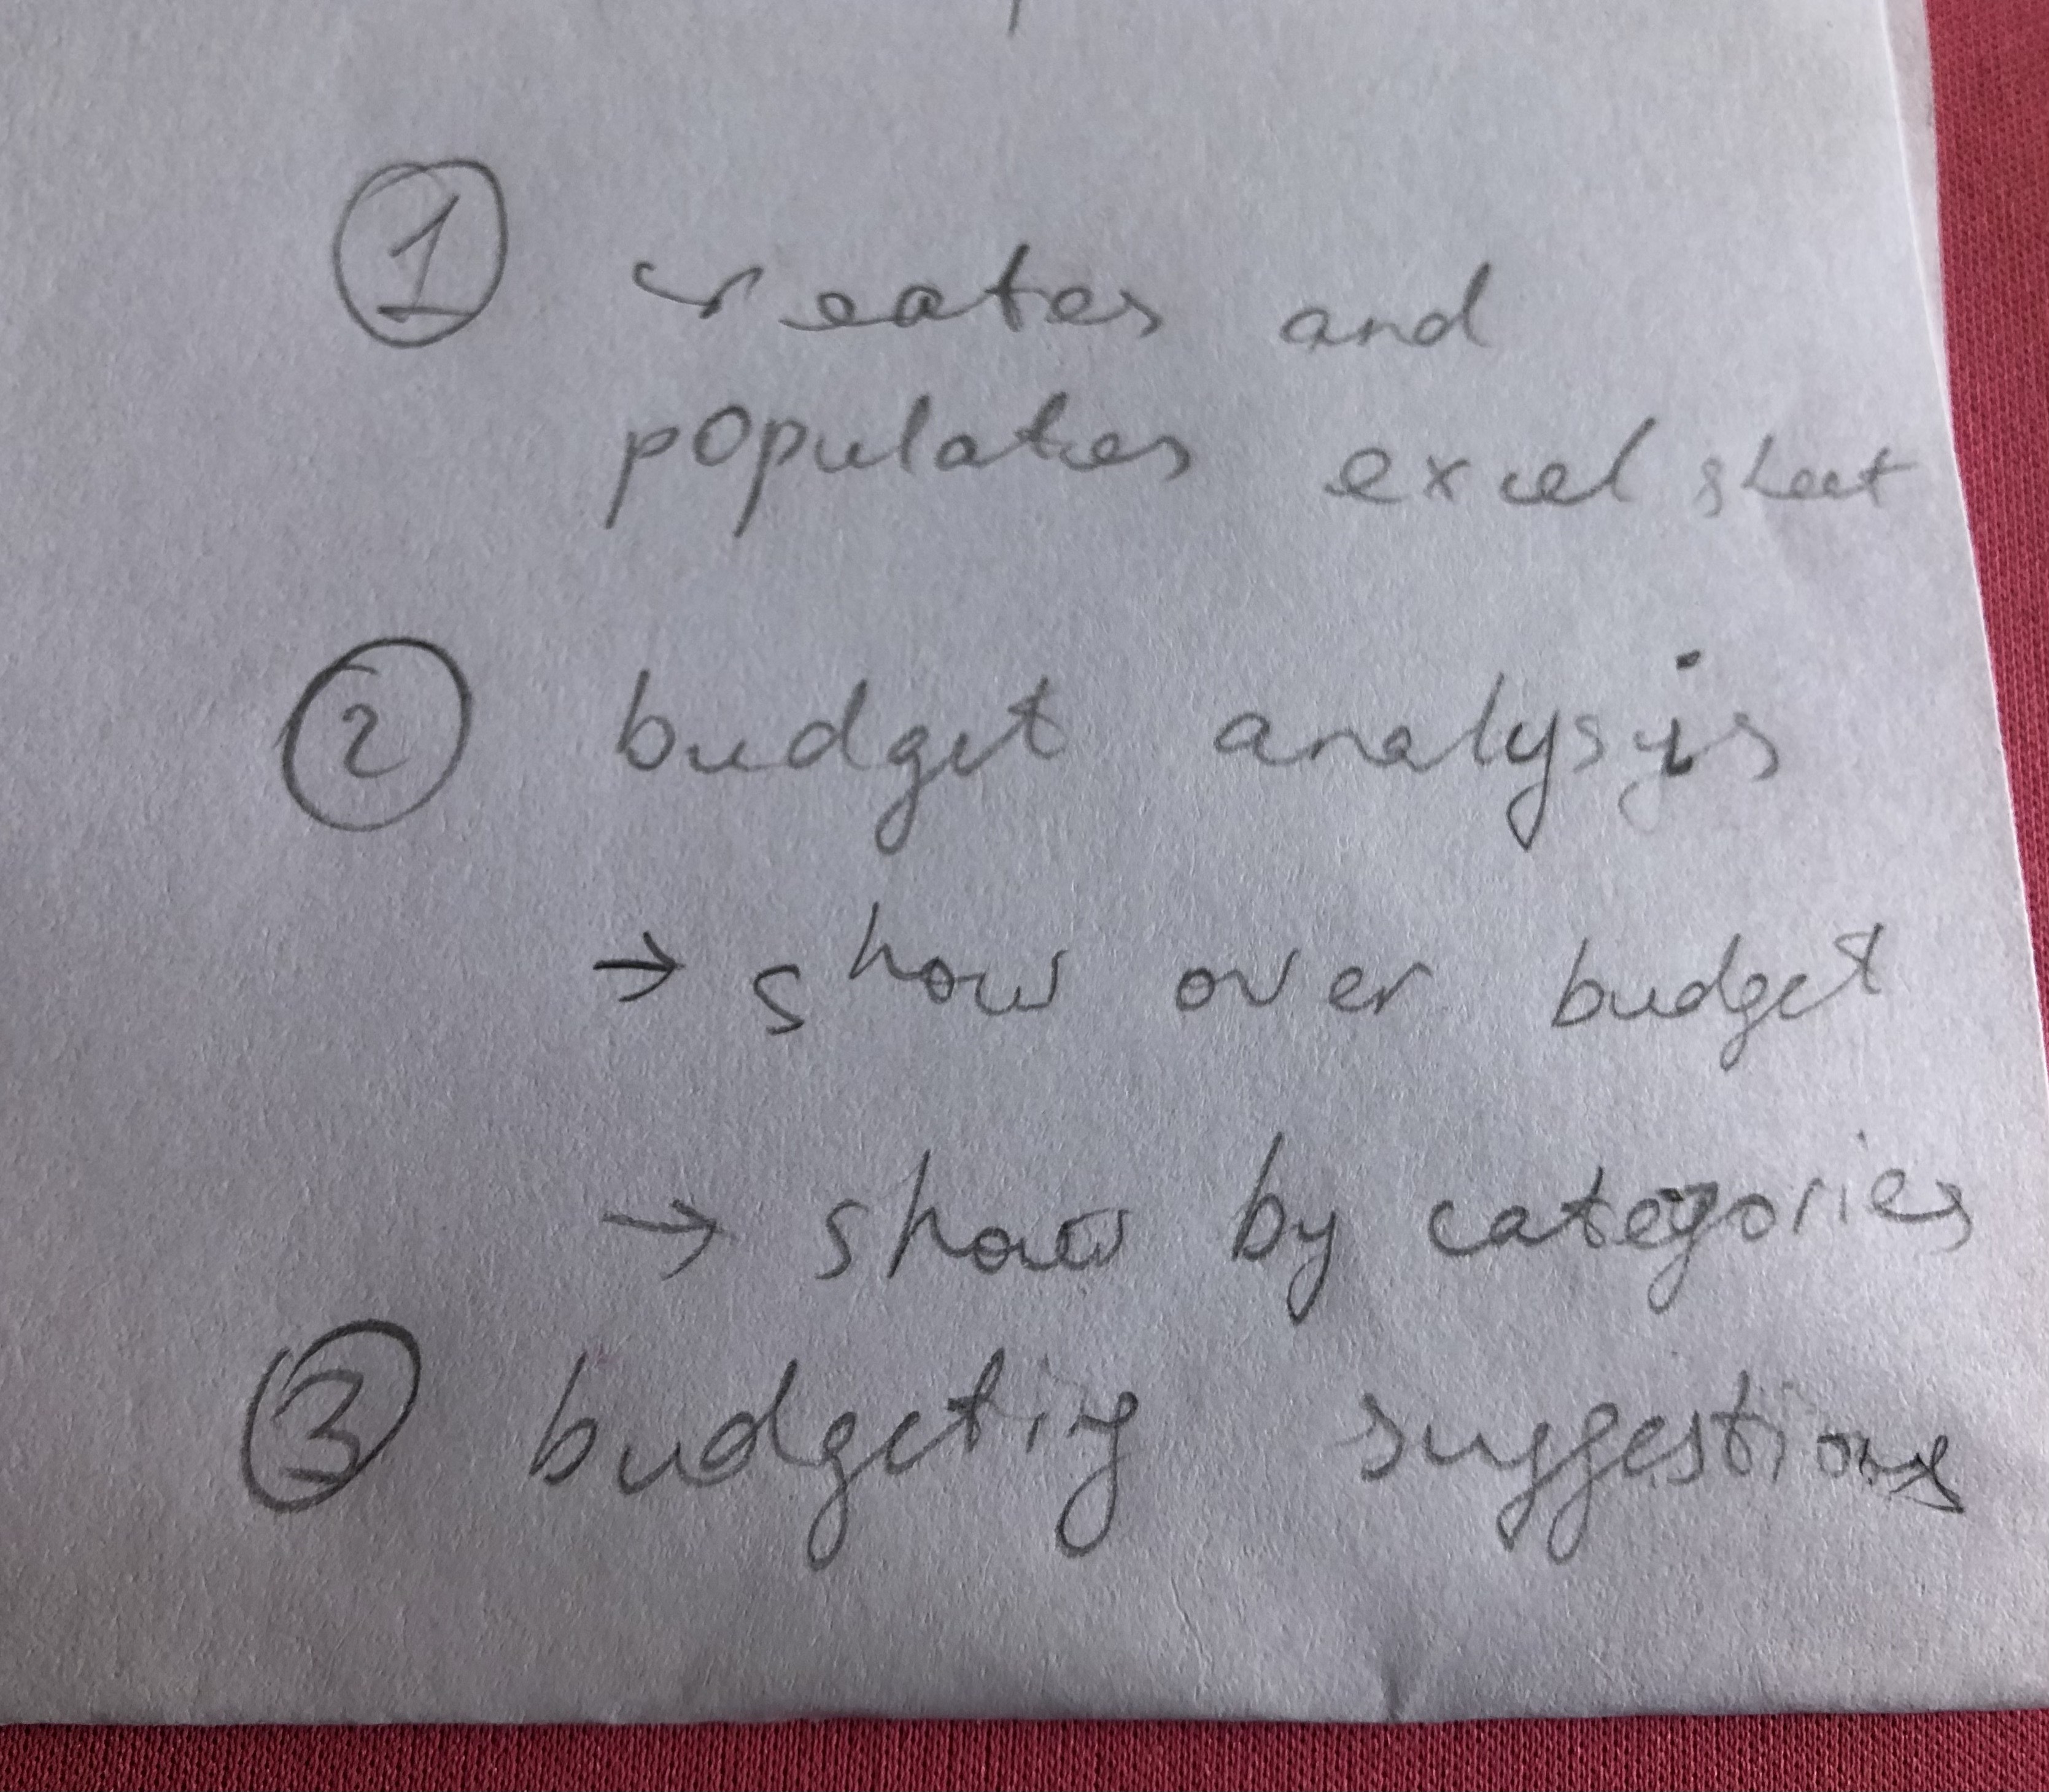 ① creates and
populates excel sheet
② budget analysis
→ show over budget
→ show by categories
③ budgeting suggestions